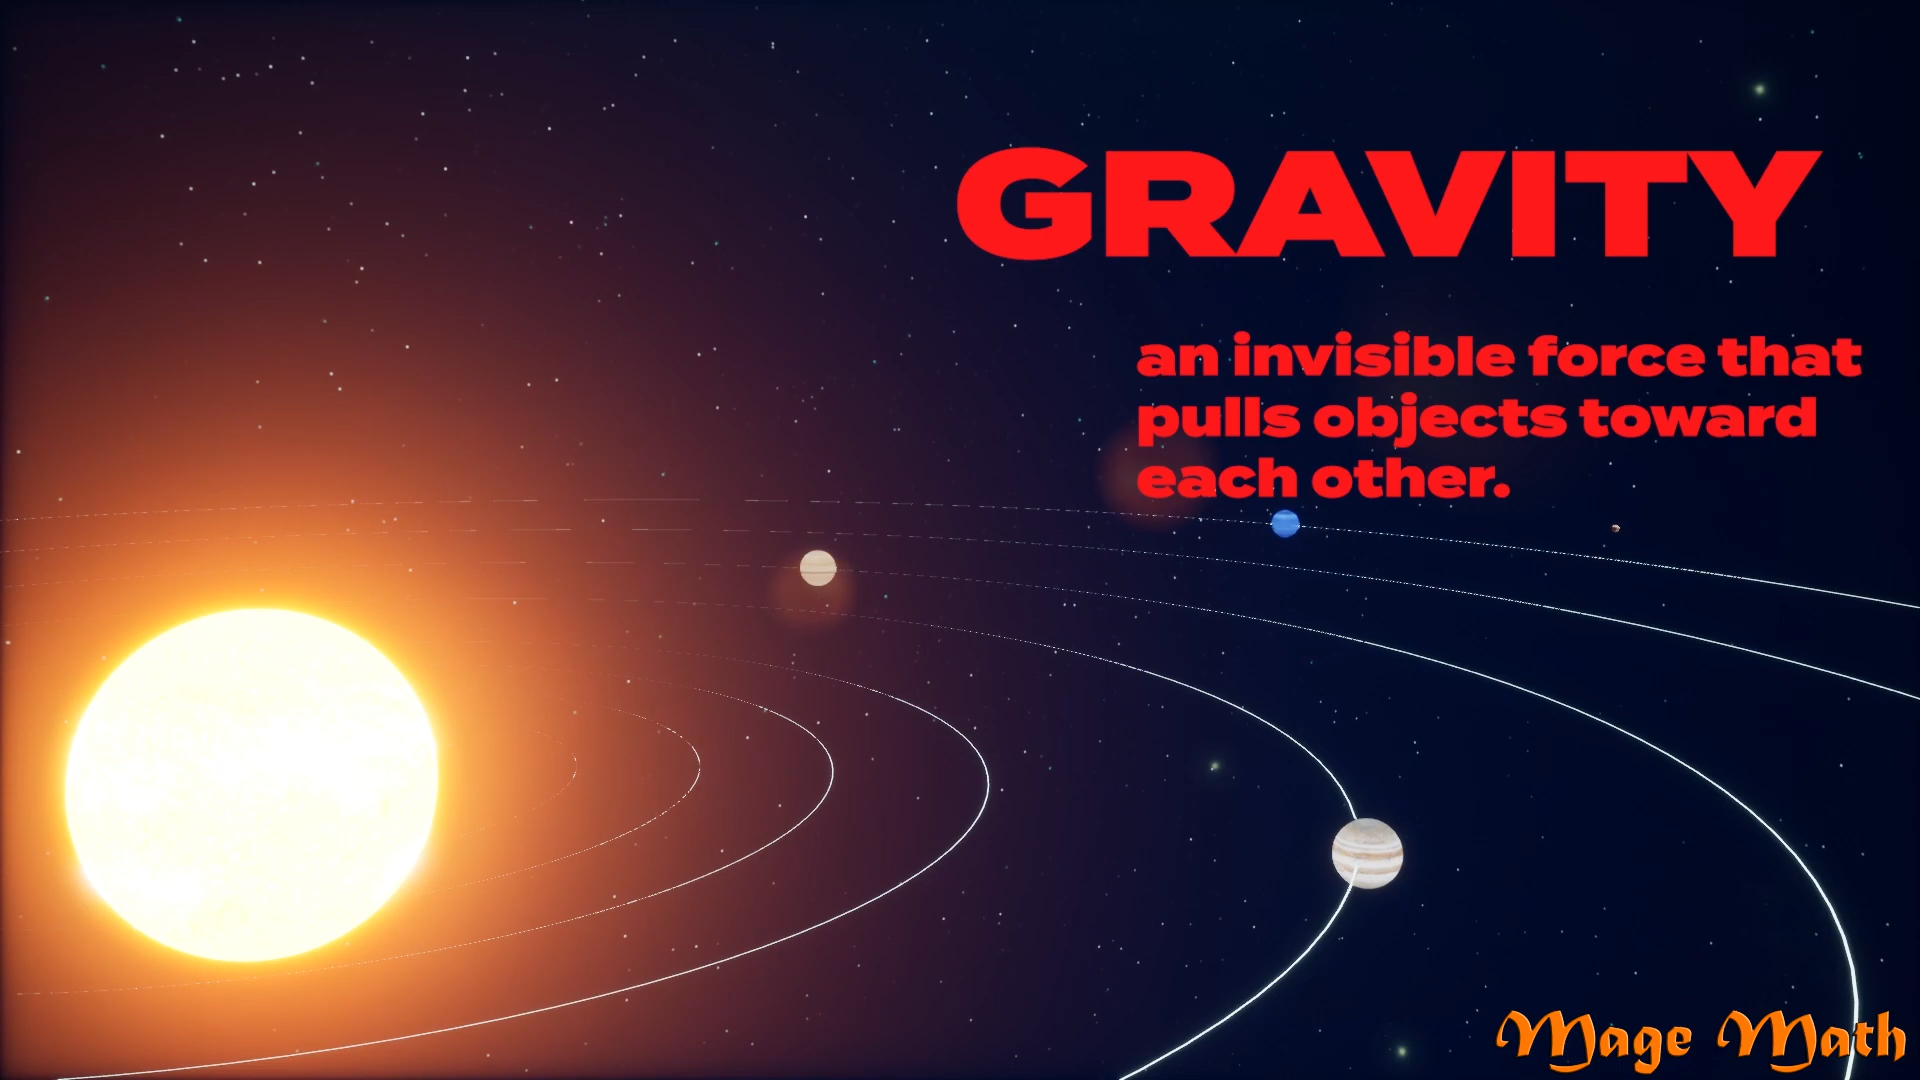 GRAVITY
an invisible force that
pulls objects toward
each other.
Mage Math